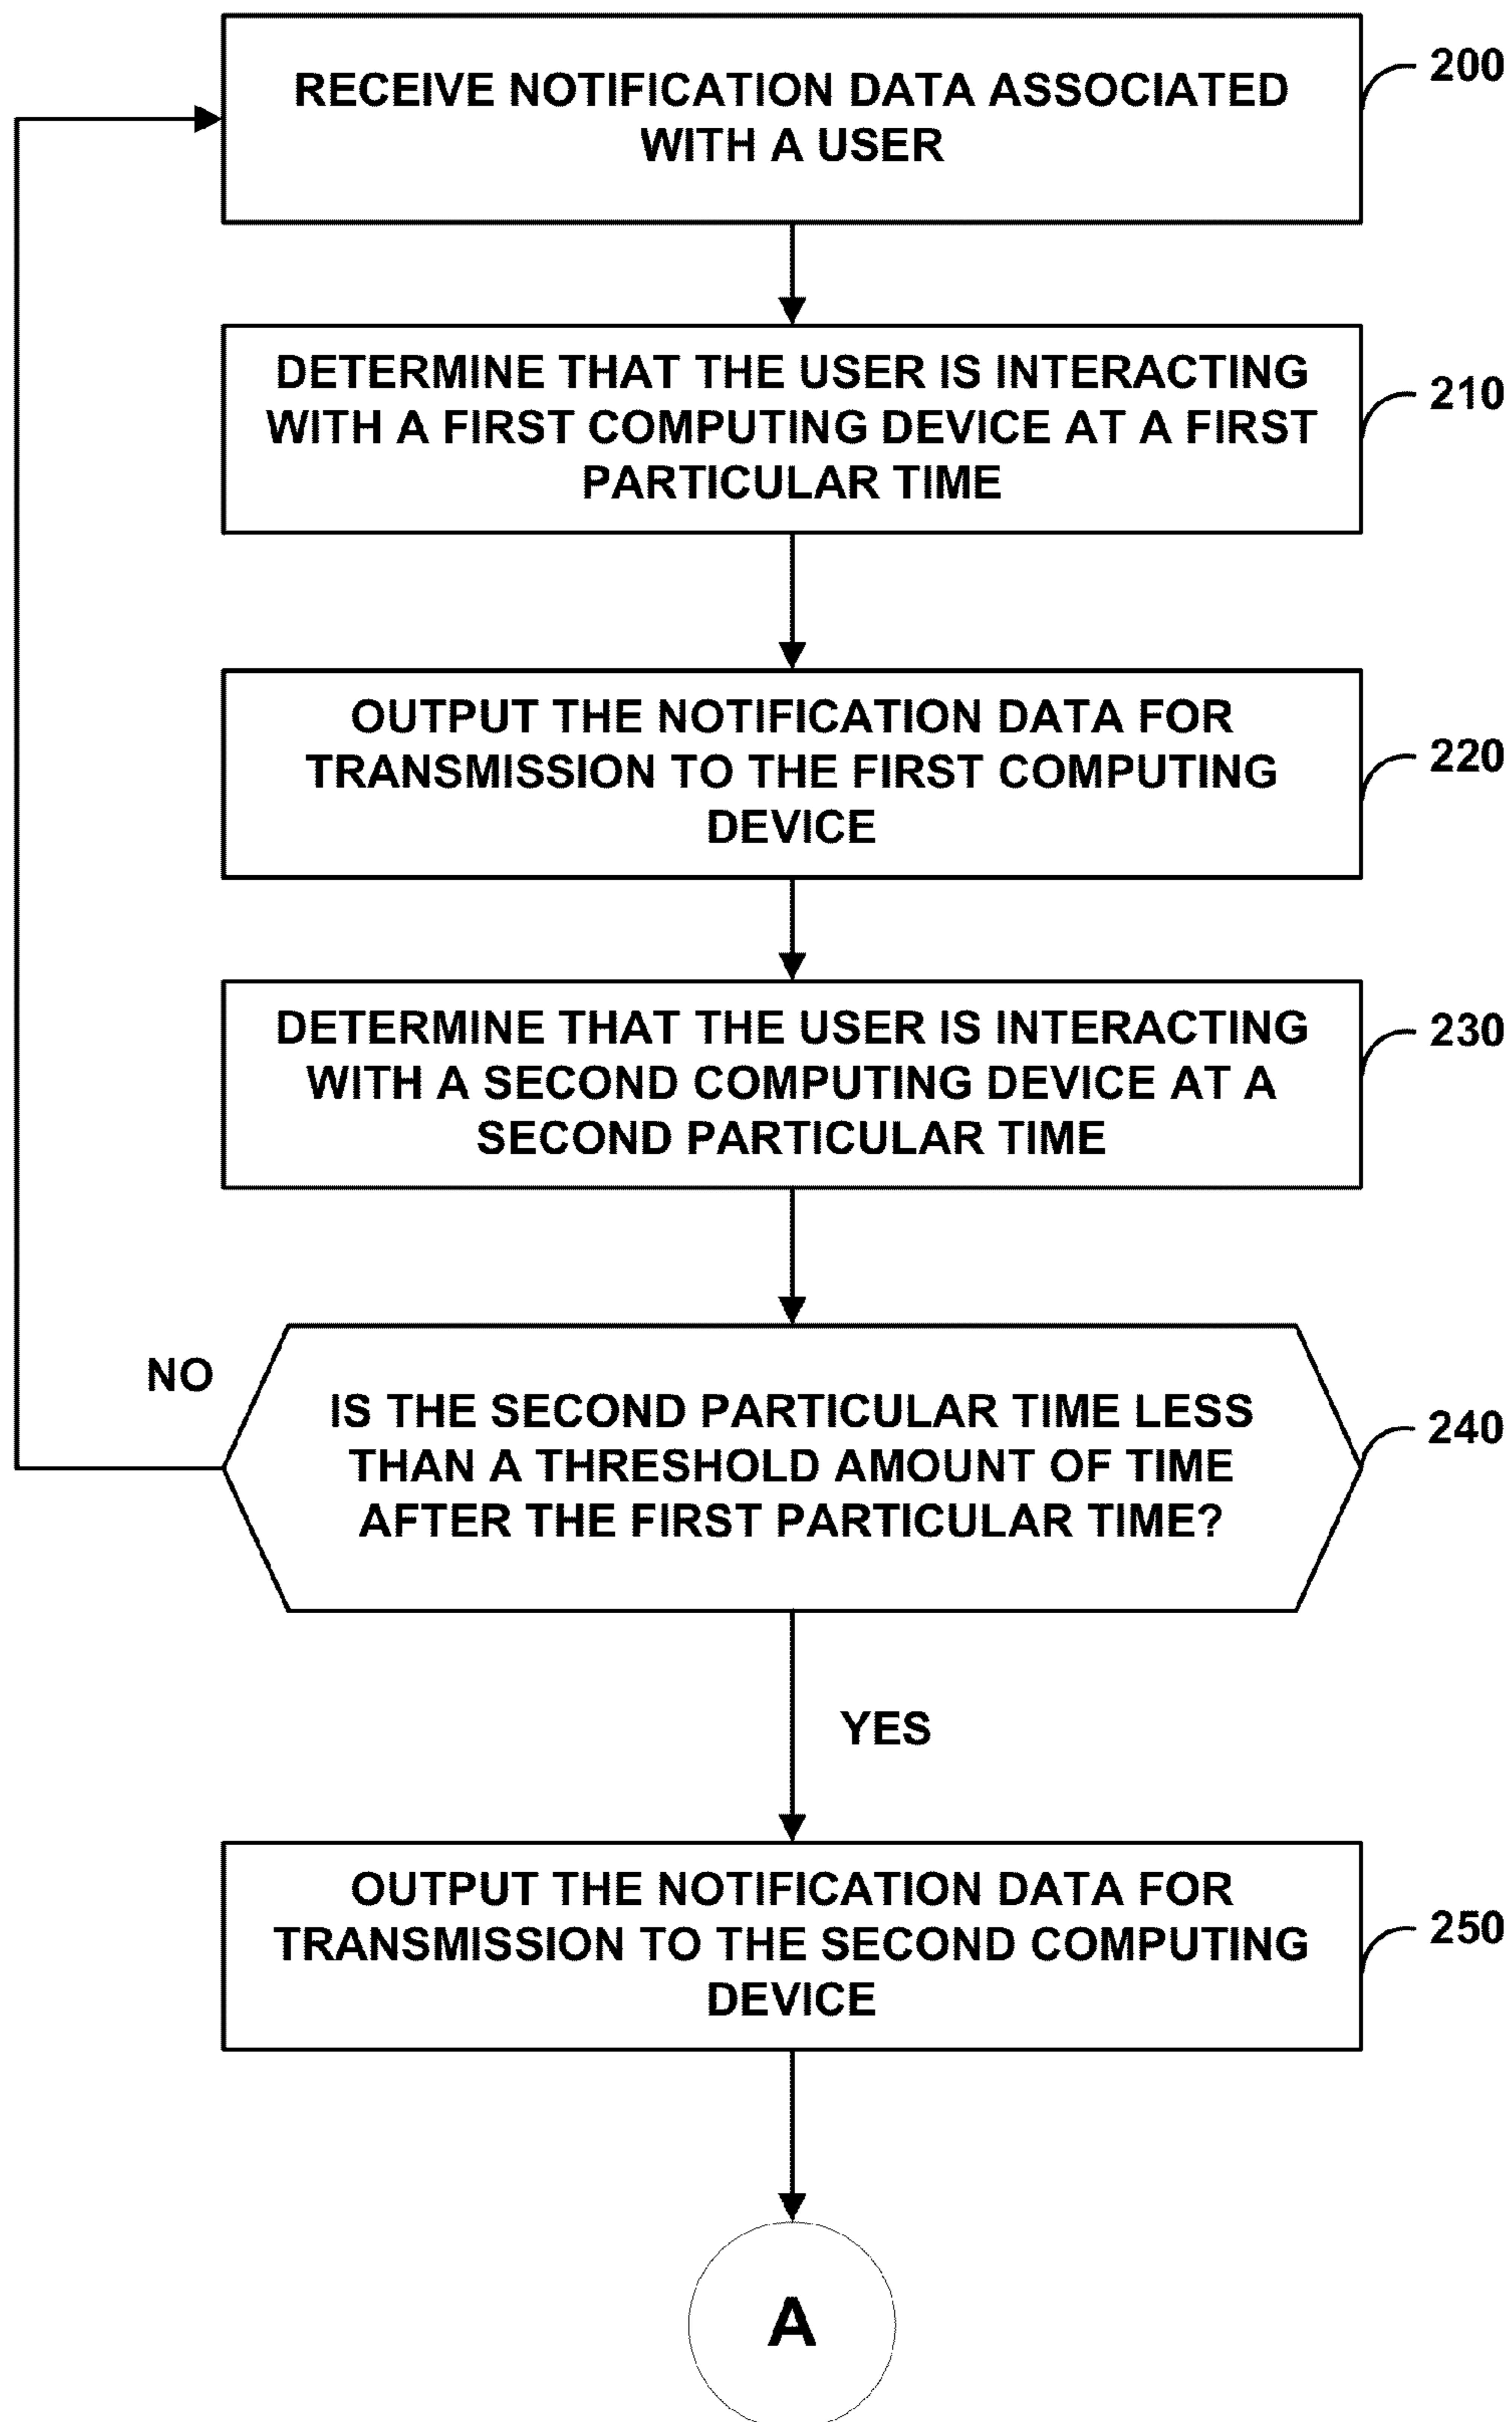 RECEIVE NOTIFICATION DATA ASSOCIATED
WITH A USER
200
DETERMINE THAT THE USER IS INTERACTING
WITH A FIRST COMPUTING DEVICE AT A FIRST
PARTICULAR TIME
210
OUTPUT THE NOTIFICATION DATA FOR
TRANSMISSION TO THE FIRST COMPUTING
DEVICE
220
DETERMINE THAT THE USER IS INTERACTING
WITH A SECOND COMPUTING DEVICE AT A
SECOND PARTICULAR TIME
230
NO
IS THE SECOND PARTICULAR TIME LESS
THAN A THRESHOLD AMOUNT OF TIME
AFTER THE FIRST PARTICULAR TIME?
240
YES
OUTPUT THE NOTIFICATION DATA FOR
TRANSMISSION TO THE SECOND COMPUTING
DEVICE
250
A